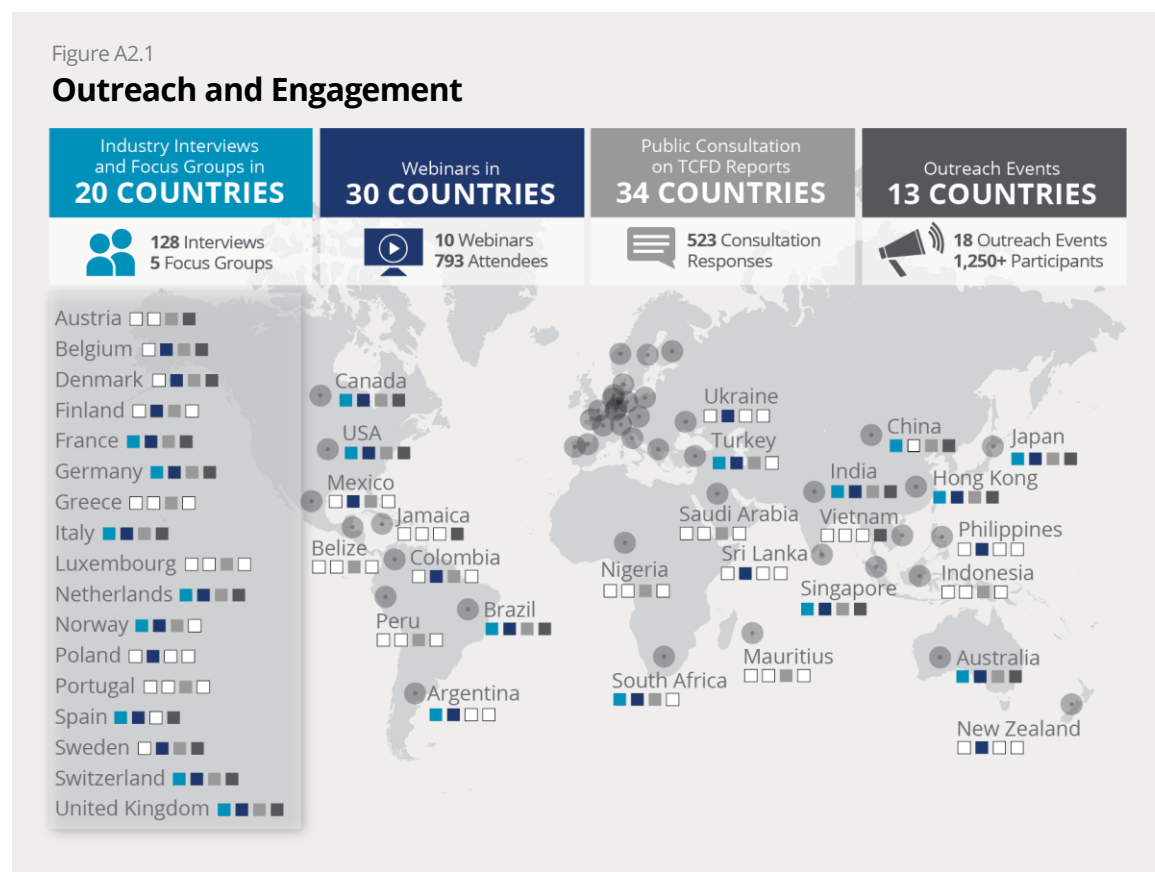 Figure A2.1
Outreach and Engagement
Industry Interviews
and Focus Groups in
20 COUNTRIES
128 Interviews
5 Focus Groups
Webinars in
30 COUNTRIES
10 Webinars
793 Attendees
Public Consultation
on TCFD Reports
34 COUNTRIES
523 Consultation
Responses
Outreach Events
13 COUNTRIES
18 Outreach Events
1,250+ Participants
Austria
Belgium
Denmark
Finland
France
Germany
Greece
Italy
Luxembourg
Netherlands
Norway
Poland
Portugal
Spain
Sweden
Switzerland
United Kingdom
Canada
USA
Mexico
Jamaica
Belize
Colombia
Peru
Brazil
Argentina
Ukraine
Turkey
Saudi Arabia
Nigeria
South Africa
Mauritius
China
Japan
India
Hong Kong
Vietnam
Philippines
Sri Lanka
Indonesia
Singapore
Australia
New Zealand